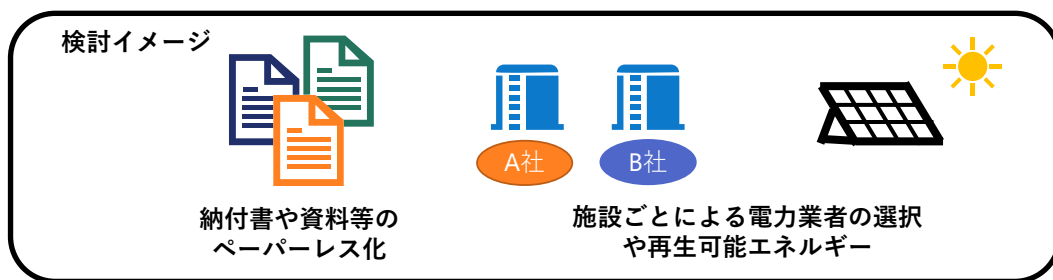 検討イメージ
A社
B社
納付書や資料等の
ペーパーレス化
施設ごとによる電力業者の選択
や再生可能エネルギー